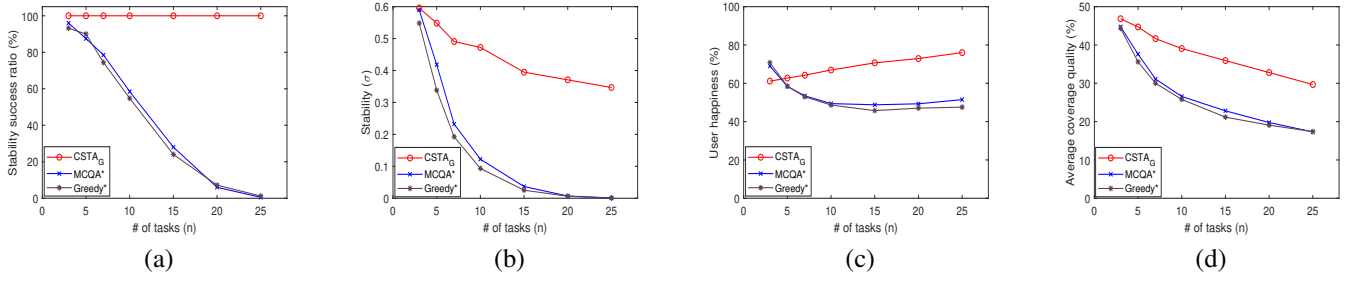 Stability success ratio (%)
120
100
80
60
40
20
0
0 5 10 15 20 25
# of tasks (n)
CSTA_G
MCQA*
Greedy*
(a)
Stability (σ)
0.6
0.5
0.4
0.3
0.2
0.1
0
0 5 10 15 20 25
# of tasks (n)
CSTA_G
MCQA*
Greedy*
(b)
User happiness (%)
100
80
60
40
20
0
0 5 10 15 20 25
# of tasks (n)
CSTA_G
MCQA*
Greedy*
(c)
Average coverage quality (%)
50
40
30
20
10
0
0 5 10 15 20 25
# of tasks (n)
CSTA_G
MCQA*
Greedy*
(d)